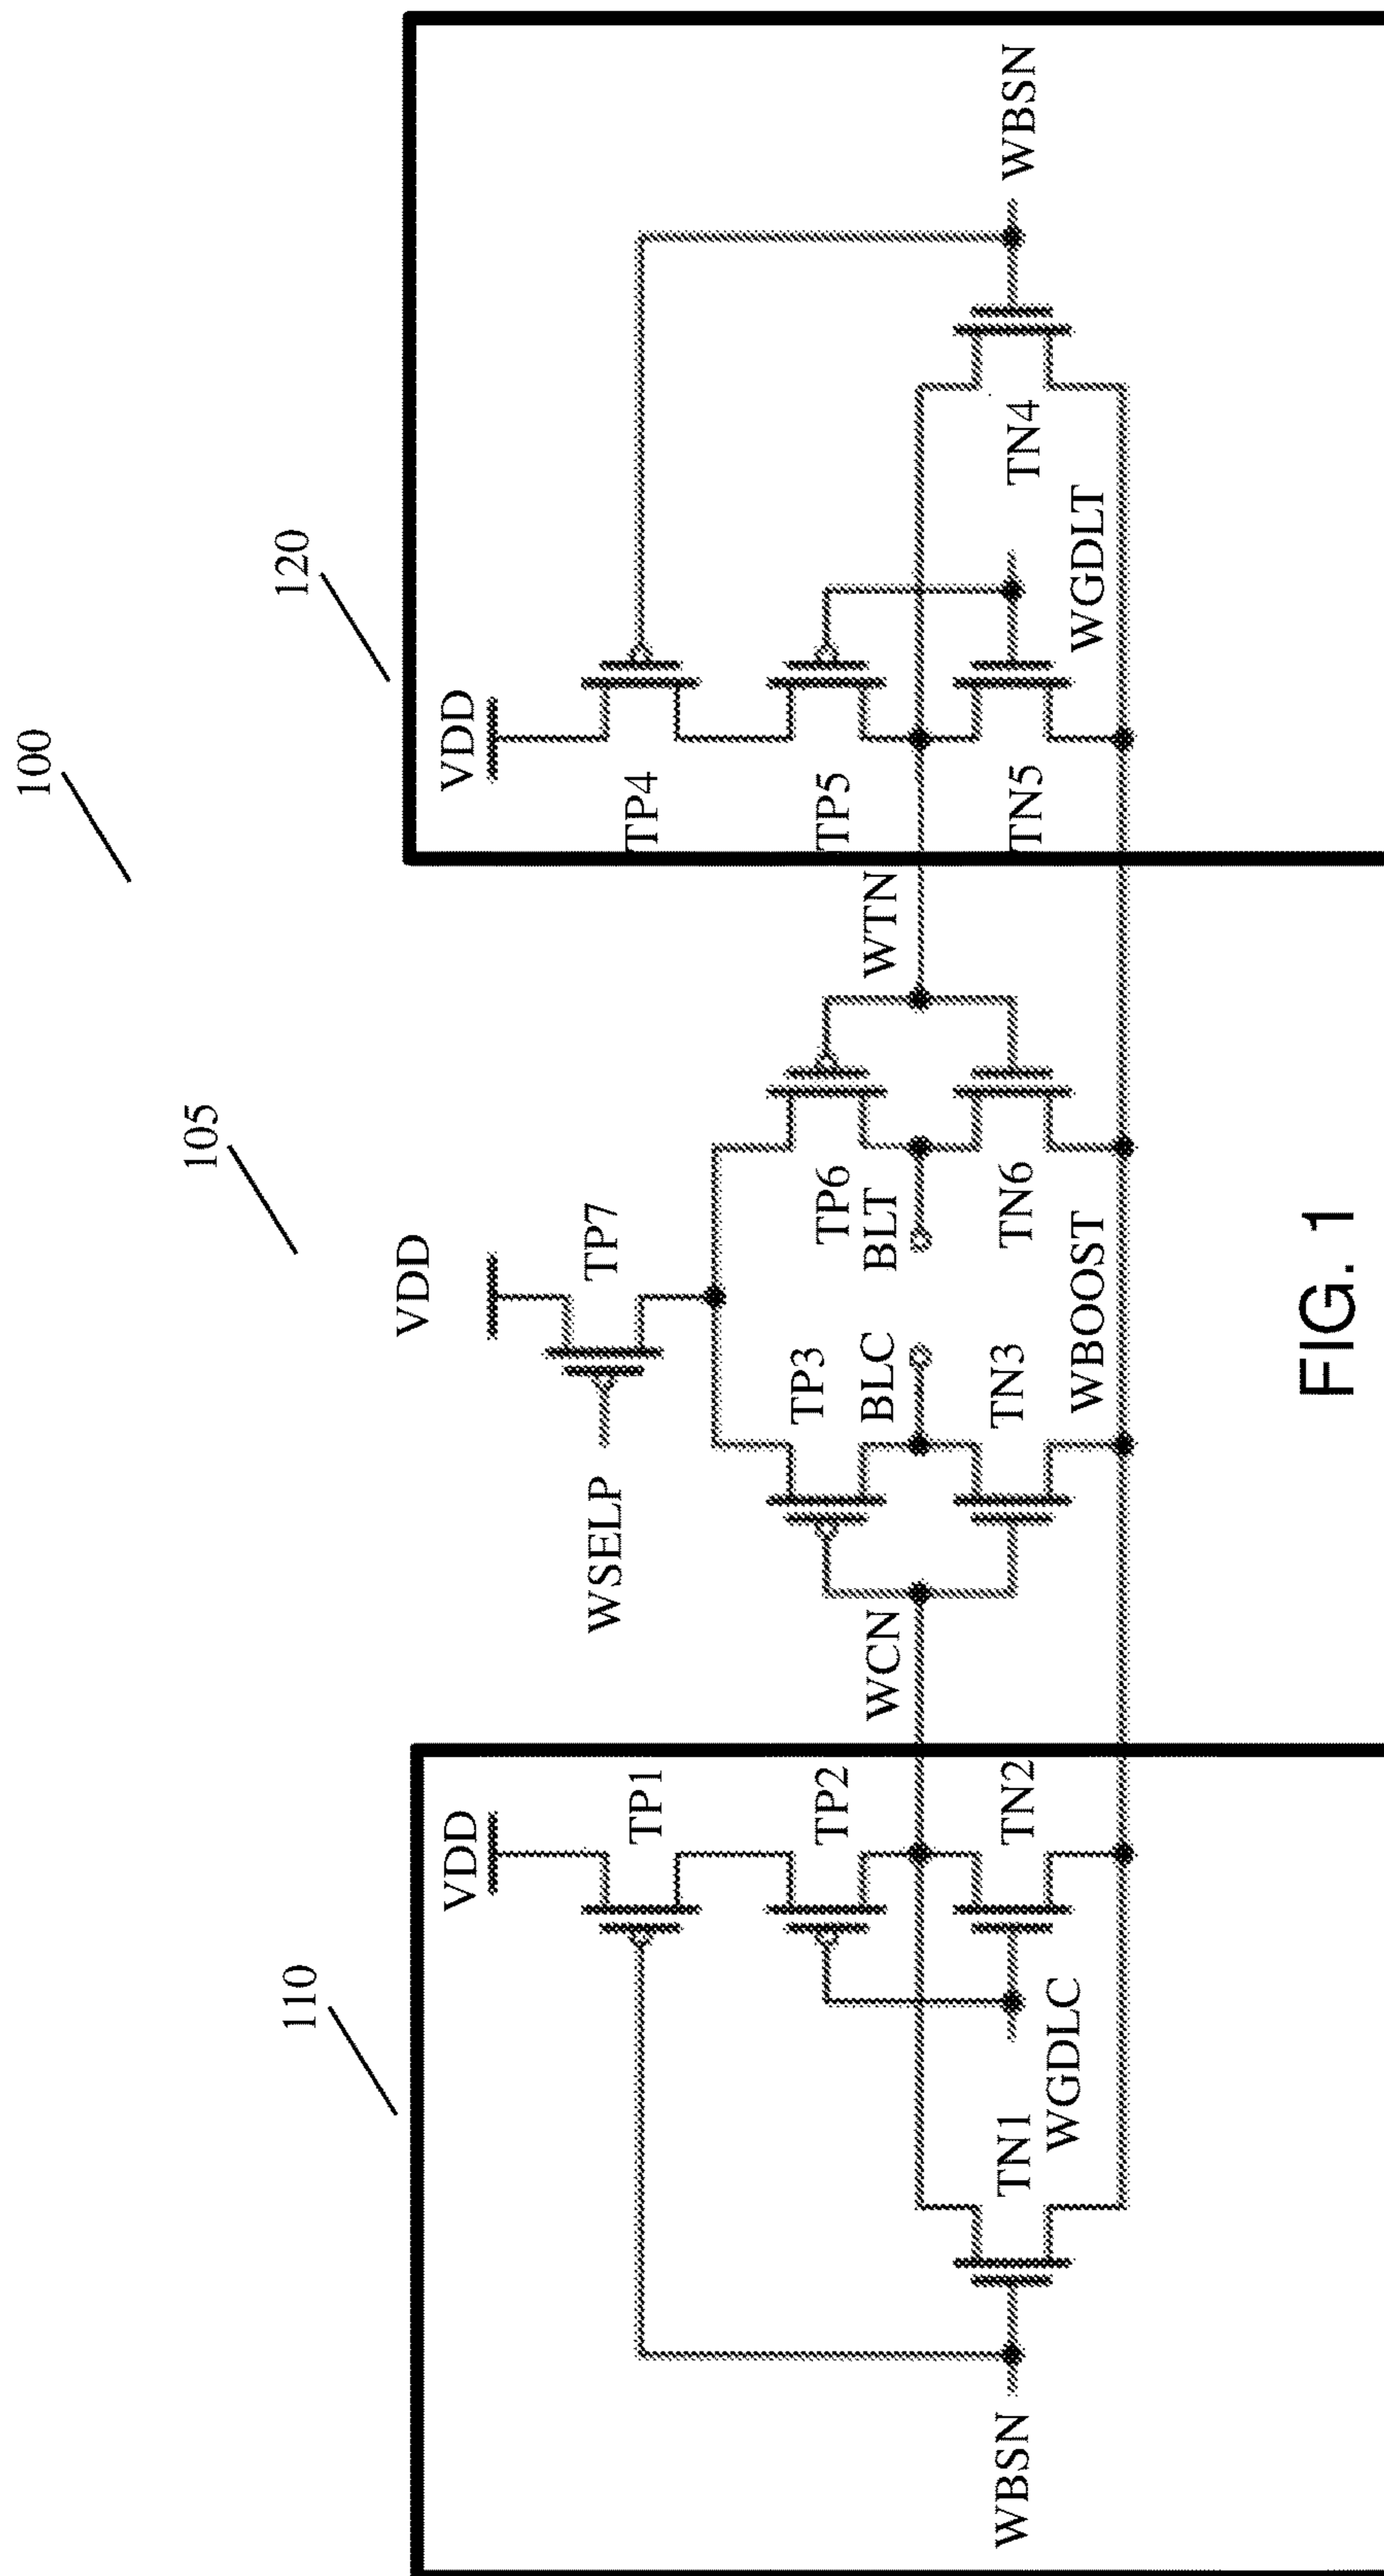 100
105
110
120
VDD
VDD
VDD
WSELP
TP7
TP1
TP4
TP2
TP3
TP6
TP5
WCN
BLC
BLT
WTN
WBSN
TN1
TN2
TN3
TN6
TN5
TN4
WBSN
WGDLC
WBOOST
WGDLT
FIG. 1